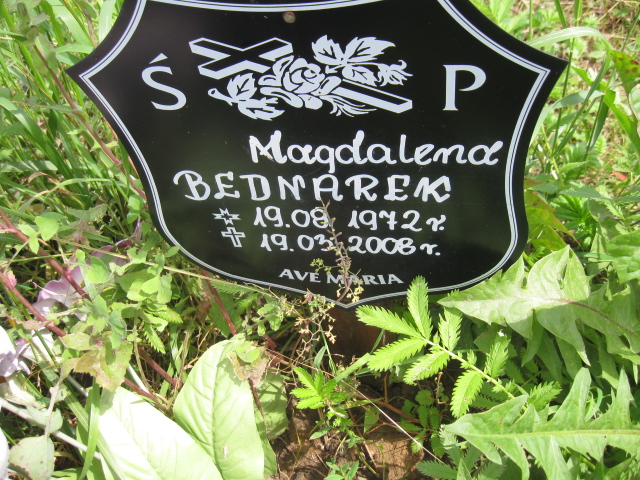 Ś P
Magdalena
BEDNAREK
19.08.1972 r.
19.03.2008 r.
AVE MARIA